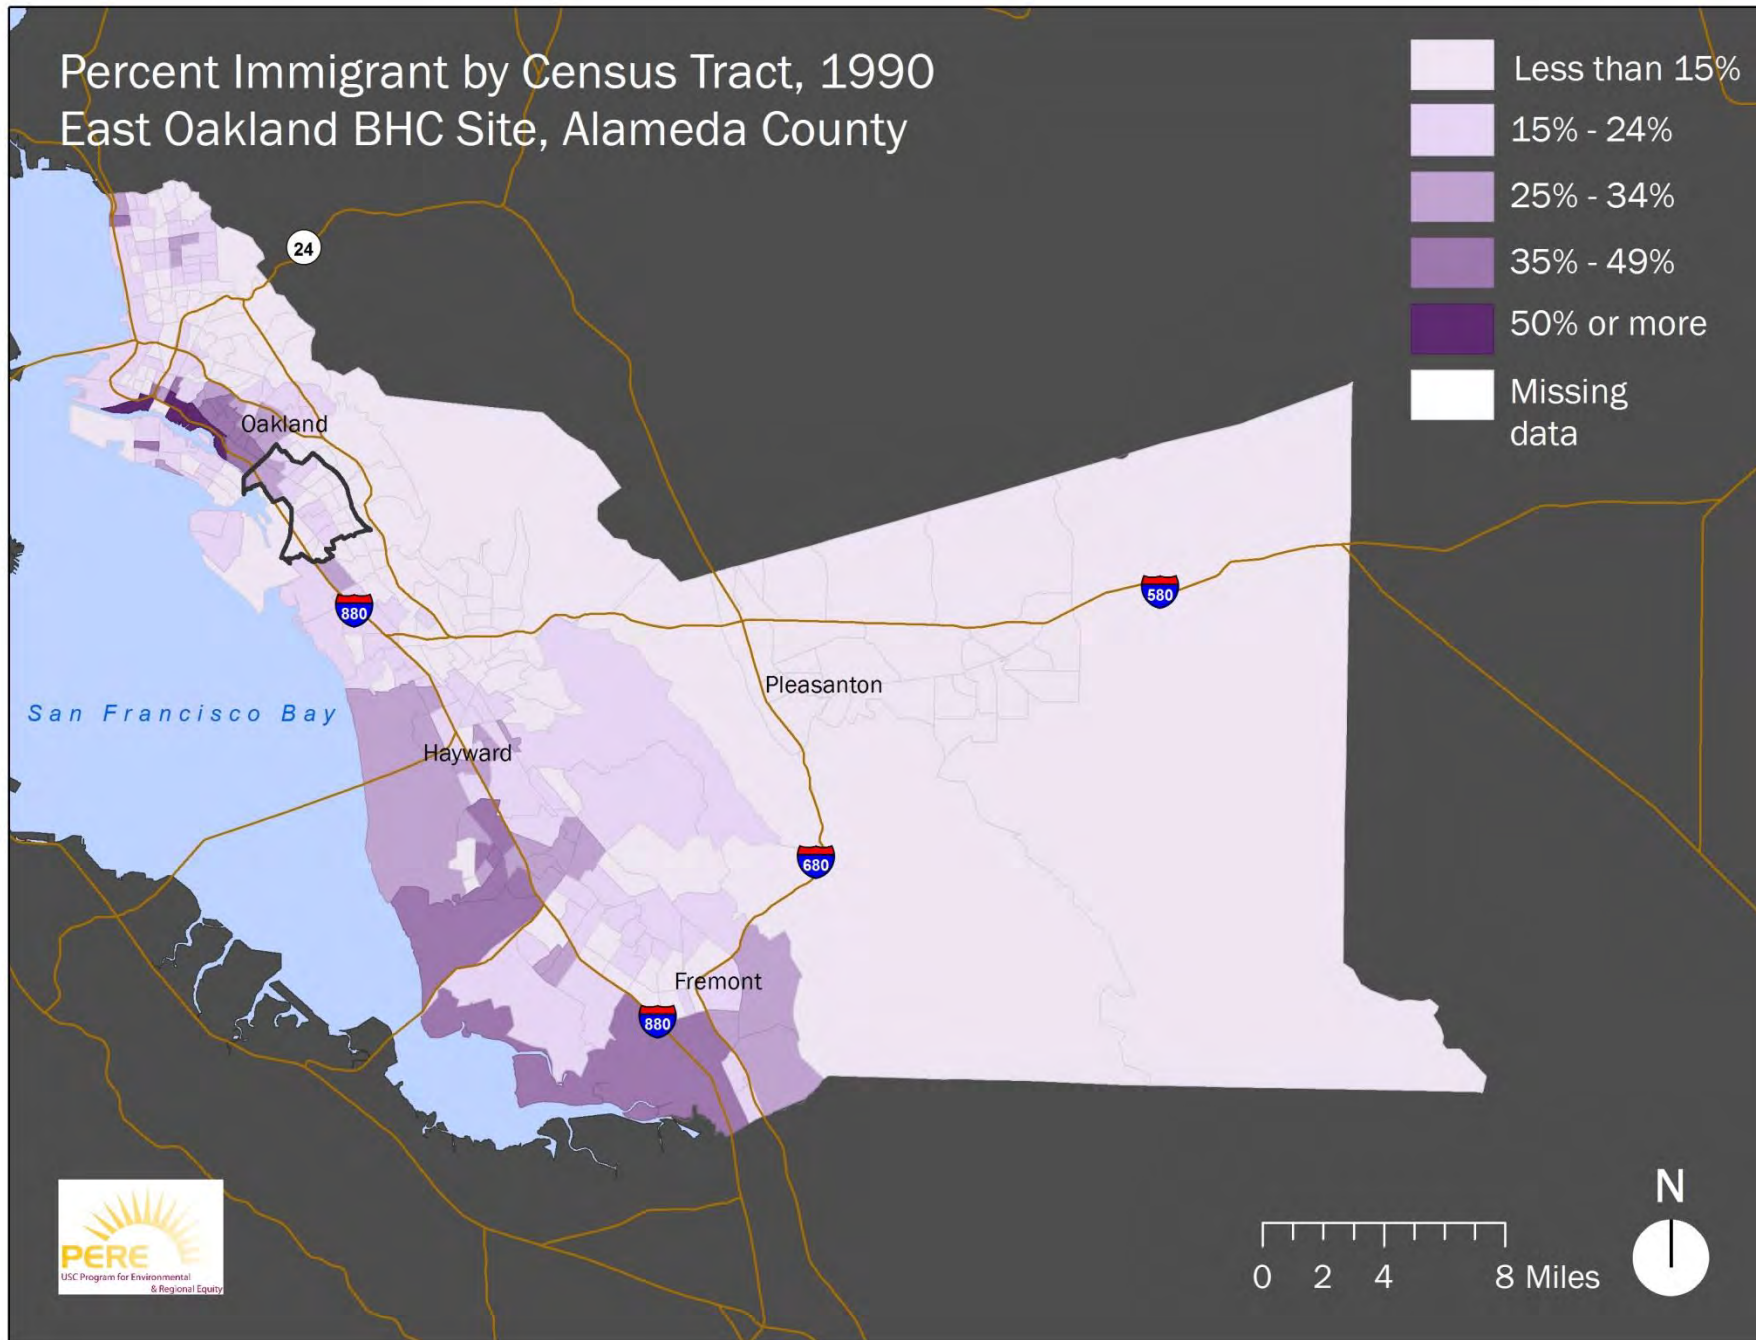 Percent Immigrant by Census Tract, 1990
East Oakland BHC Site, Alameda County
Less than 15%
15% - 24%
25% - 34%
35% - 49%
50% or more
Missing
data
24
Oakland
880
580
Pleasanton
San Francisco Bay
Hayward
680
Fremont
880
PERE
USC Program for Environmental
& Regional Equity
N
0 2 4 8 Miles